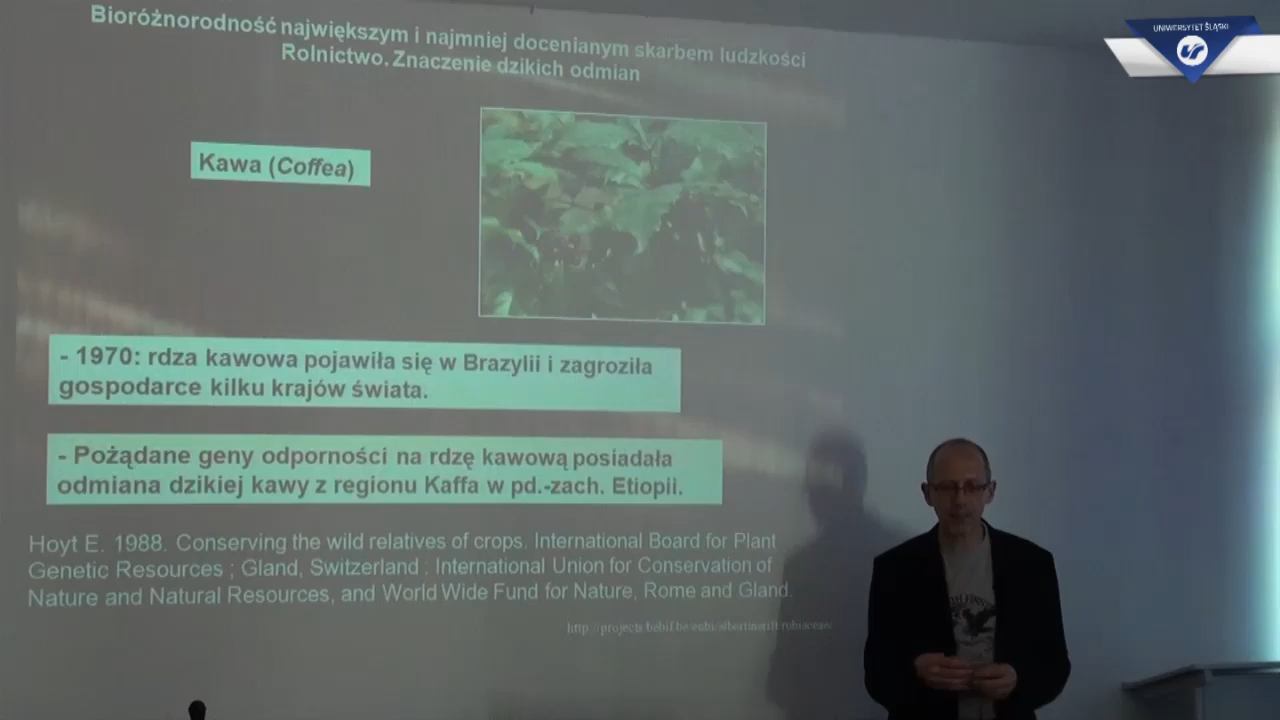 UNIWERSYTET ŚLĄSKI
Bioróżnorodność największym i najmniej docenianym skarbem ludzkości
Rolnictwo. Znaczenie dzikich odmian
Kawa (Coffea)
- 1970: rdza kawowa pojawiła się w Brazylii i zagroziła
gospodarce kilku krajów świata.
- Pożądane geny odporności na rdzę kawową posiadała
odmiana dzikiej kawy z regionu Kaffa w pd.-zach. Etiopii.
Hoyt E. 1988. Conserving the wild relatives of crops. International Board for Plant
Genetic Resources ; Gland, Switzerland : International Union for Conservation of
Nature and Natural Resources, and World Wide Fund for Nature, Rome and Gland.